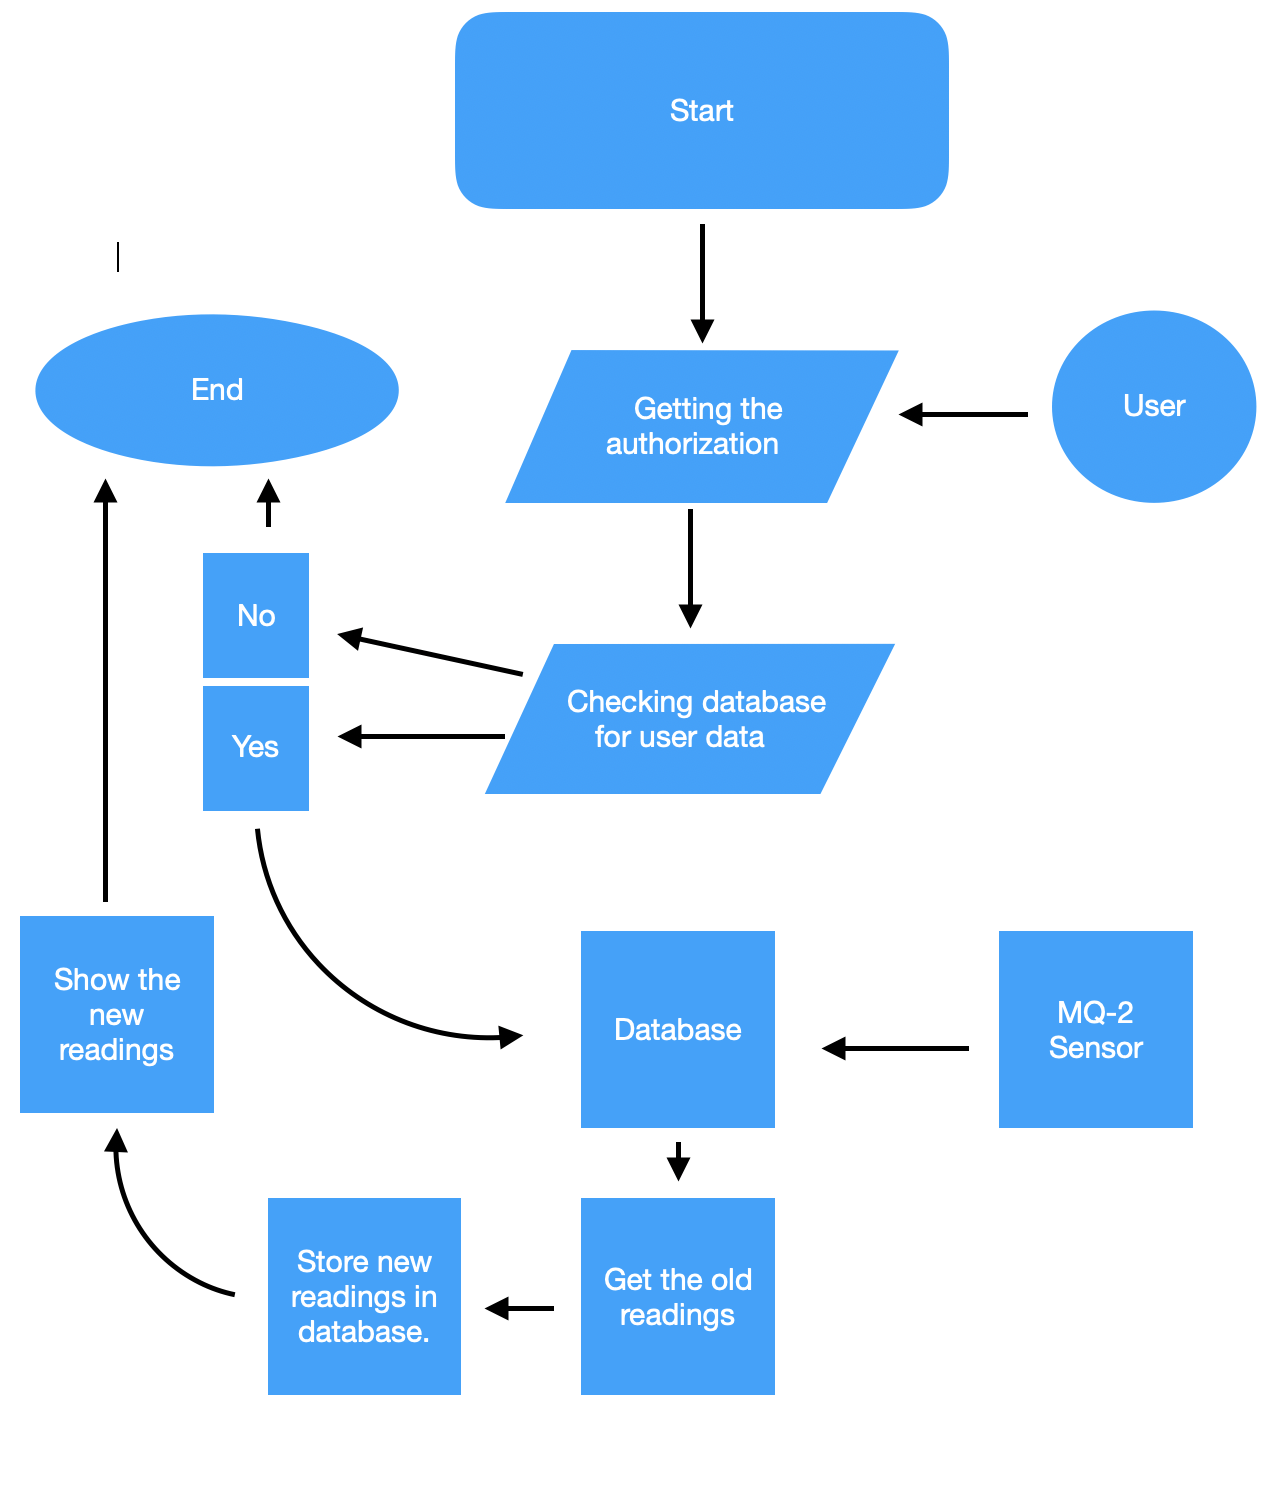 Start
End
Getting the
authorization
User
No
Yes
Checking database
for user data
Show the
new
readings
Database
MQ-2
Sensor
Store new
readings in
database.
Get the old
readings